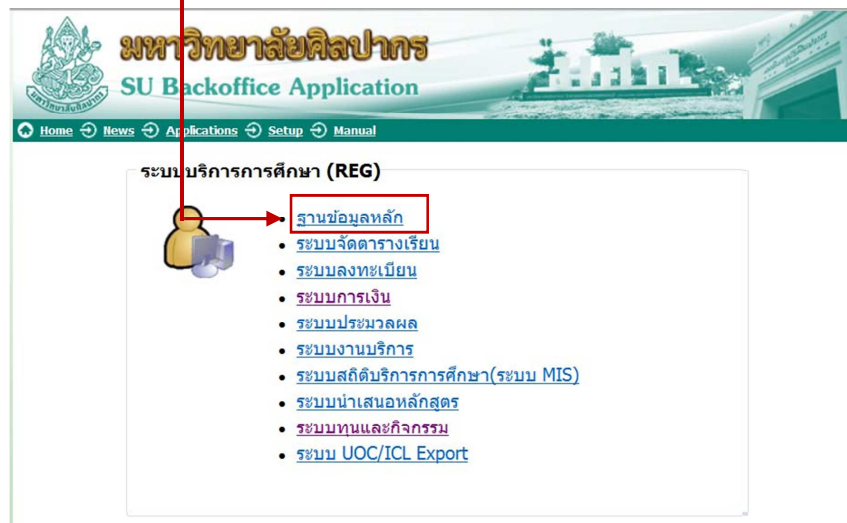 มหาวิทยาลัยศิลปากร
SU Backoffice Application
Home News Applications Setup Manual
ระบบบริการการศึกษา (REG)
ฐานข้อมูลหลัก
ระบบจัดตารางเรียน
ระบบลงทะเบียน
ระบบการเงิน
ระบบประมวลผล
ระบบงานบริการ
ระบบสถิติบริการการศึกษา(ระบบ MIS)
ระบบนำเสนอหลักสูตร
ระบบทุนและกิจกรรม
ระบบ UOC/ICL Export